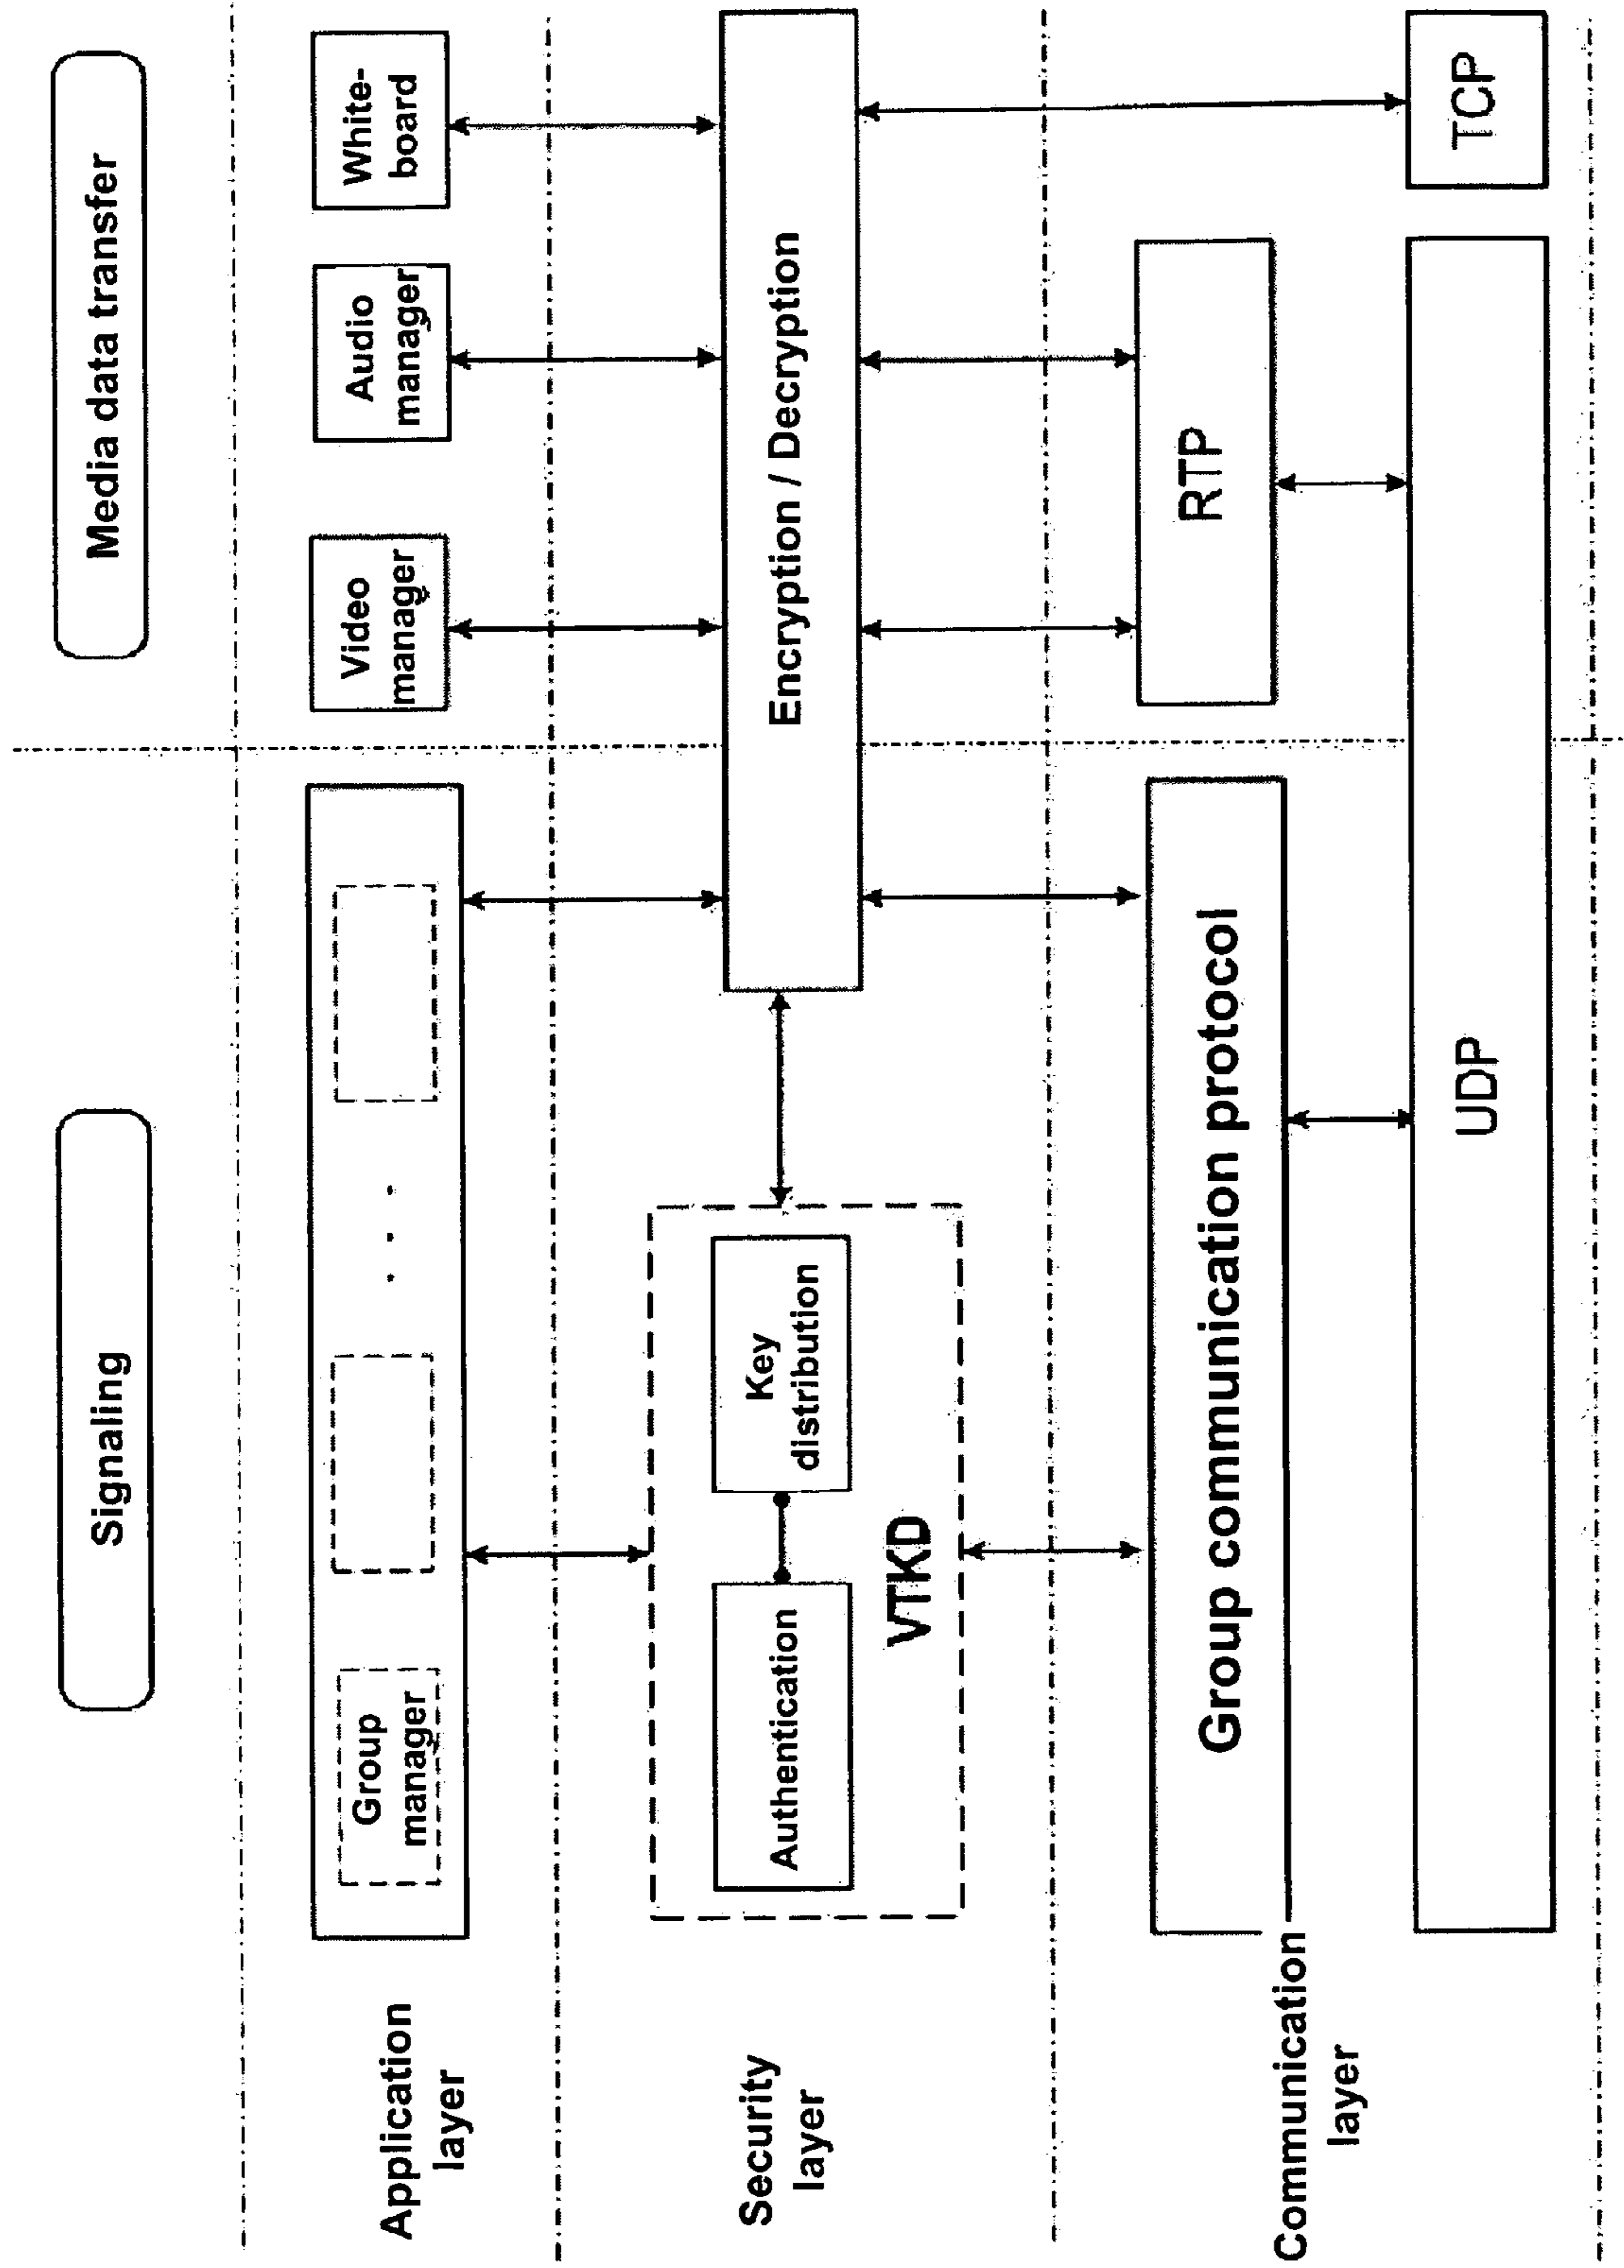 Signaling
Media data transfer
Application
layer
Group
manager
. . .
Video
manager
Audio
manager
White-
board
Security
layer
Authentication
Key
distribution
VTKD
Encryption / Decryption
Communication
layer
Group communication protocol
RTP
UDP
TCP